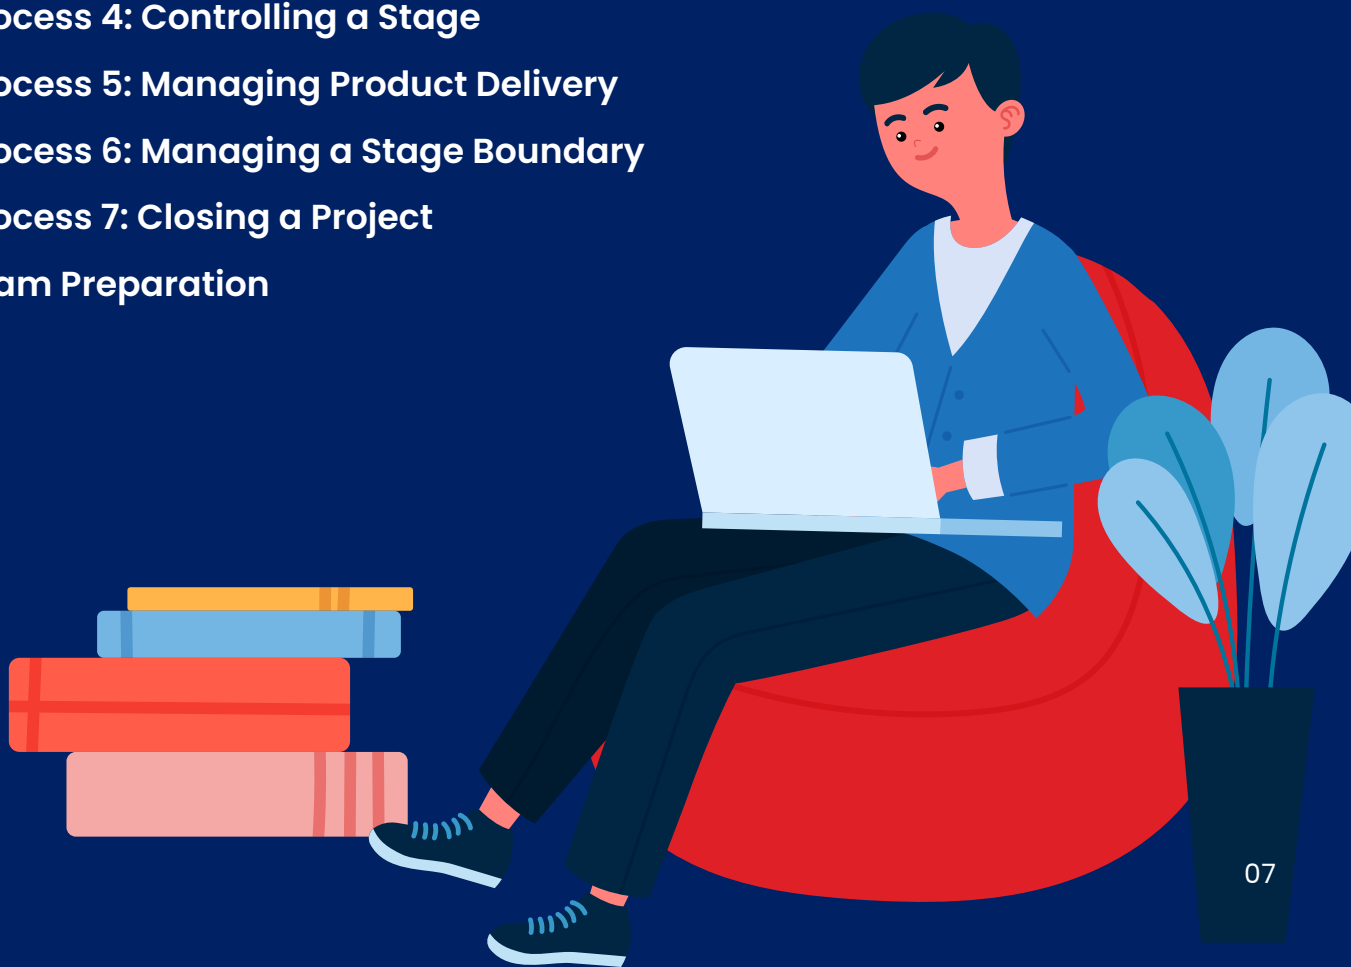 ocess 4: Controlling a Stage
ocess 5: Managing Product Delivery
ocess 6: Managing a Stage Boundary
ocess 7: Closing a Project
am Preparation
07